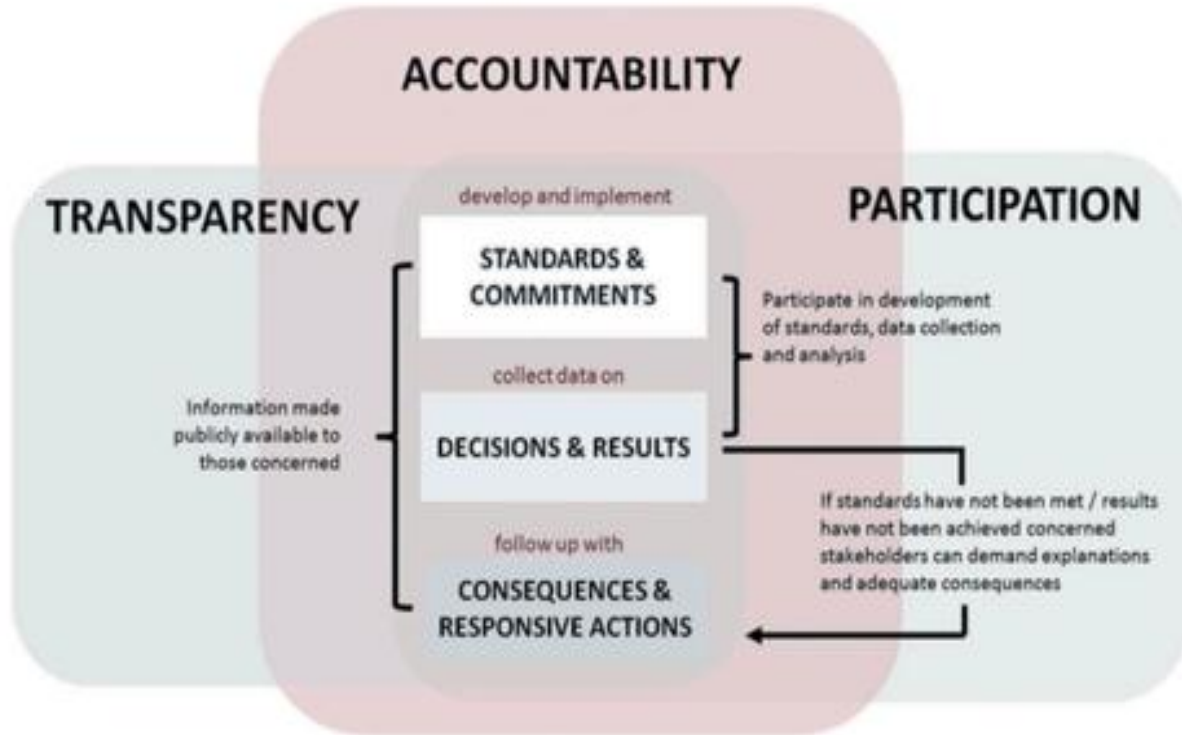 ACCOUNTABILITY
TRANSPARENCY
PARTICIPATION
develop and implement
STANDARDS &
COMMITMENTS
Participate in development
of standards, data collection
and analysis
collect data on
Information made
publicly available to
those concerned
DECISIONS & RESULTS
If standards have not been met / results
have not been achieved concerned
stakeholders can demand explanations
and adequate consequences
follow up with
CONSEQUENCES &
RESPONSIVE ACTIONS